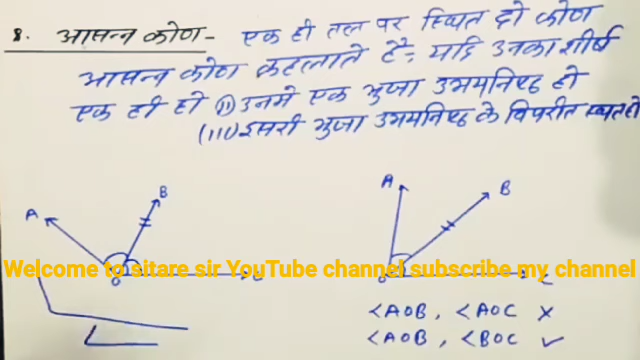 8. आसन्न कोण - एक ही तल पर स्थित दो कोण
आसन्न कोण कहलाते है; यदि उनका शीर्ष
एक ही हो (ii) उनमे एक भुजा उभयनिष्ठ हो
(iii) दूसरी भुजा उभयनिष्ठ के विपरीत स्थित हो
A B A B
Welcome to sitare sir YouTube channel subscribe my channel
O C O C
∠AOB, ∠AOC ×
∠AOB, ∠BOC ✓